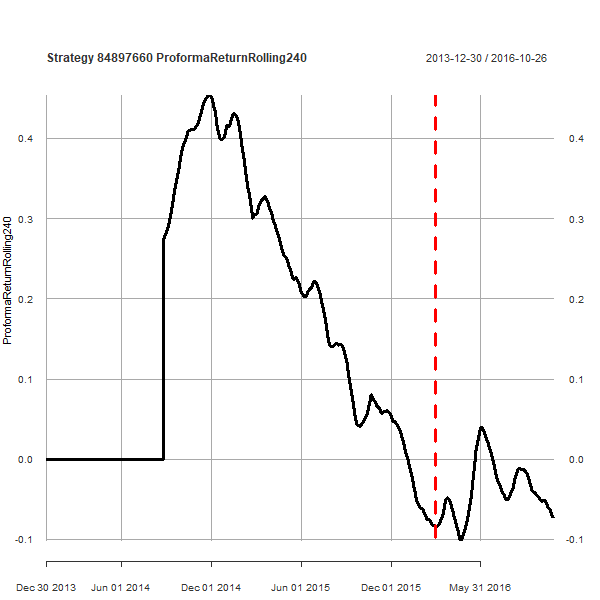 Strategy 84897660 ProformaReturnRolling240
2013-12-30 / 2016-10-26
ProformaReturnRolling240
0.4 0.4
0.3 0.3
0.2 0.2
0.1 0.1
0.0 0.0
-0.1 -0.1
Dec 30 2013 Jun 01 2014 Dec 01 2014 Jun 01 2015 Dec 01 2015 May 31 2016